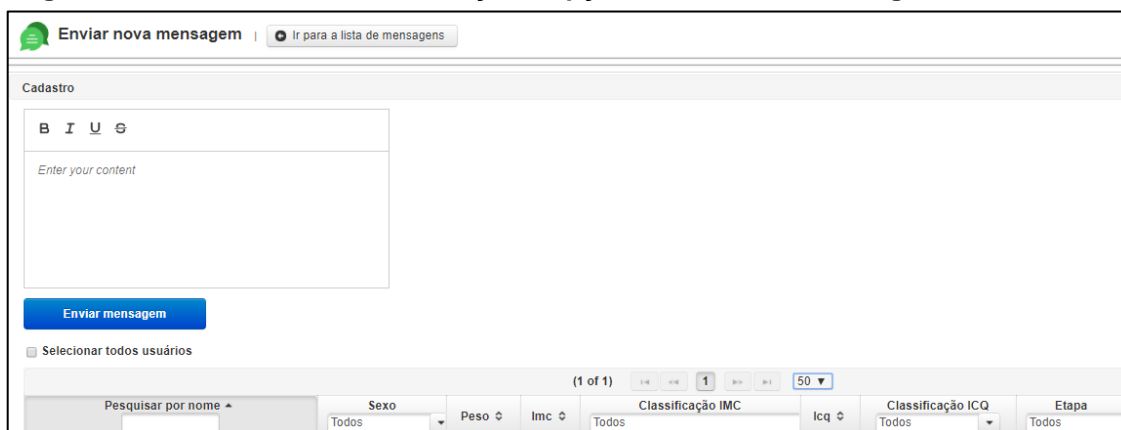 Enviar nova mensagem | Ir para a lista de mensagens
Cadastro
B I U S
Enter your content
Enviar mensagem
Selecionar todos usuários
(1 of 1) 1 50
Pesquisar por nome Sexo Peso Imc Classificação IMC Icq Classificação ICQ Etapa
Todos Todos Todos Todos